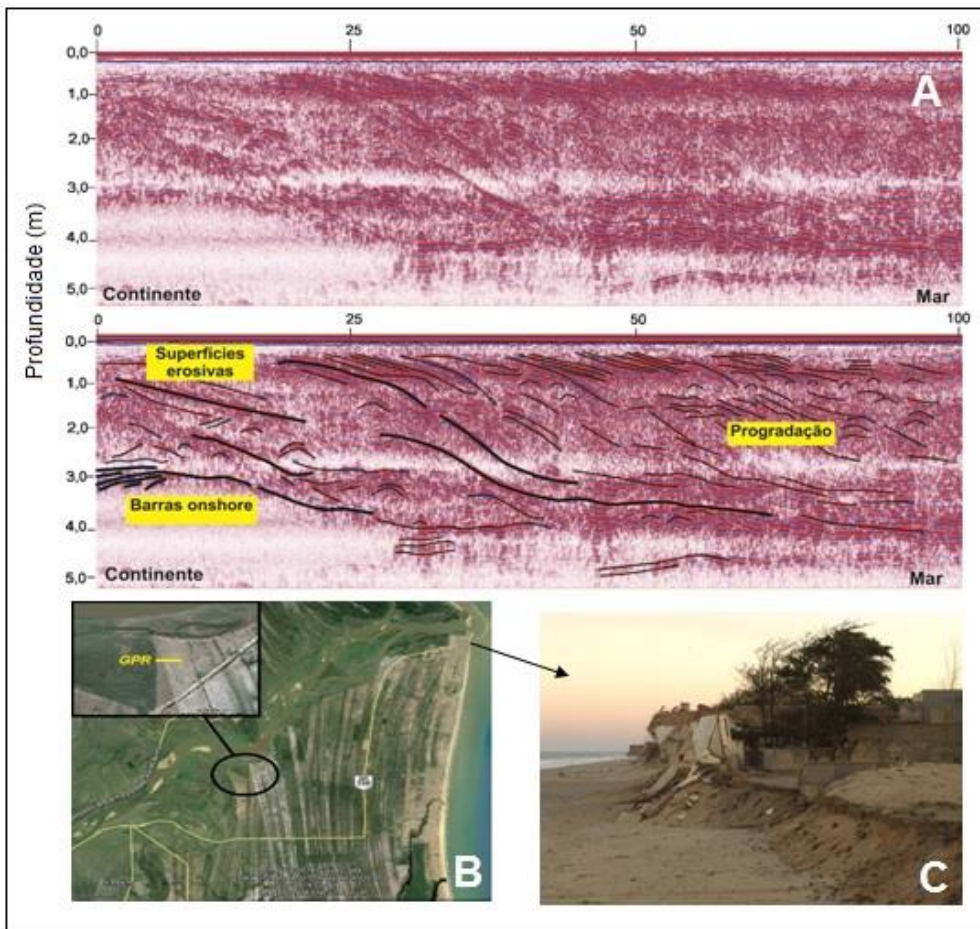 0
25
50
100
0,0
1,0
2,0
3,0
4,0
5,0
A
Continente
Mar
Profundidade (m)
0
25
50
100
0,0
1,0
2,0
3,0
4,0
5,0
Superfícies
erosivas
Progradação
Barras onshore
Continente
Mar
GPR
B
C